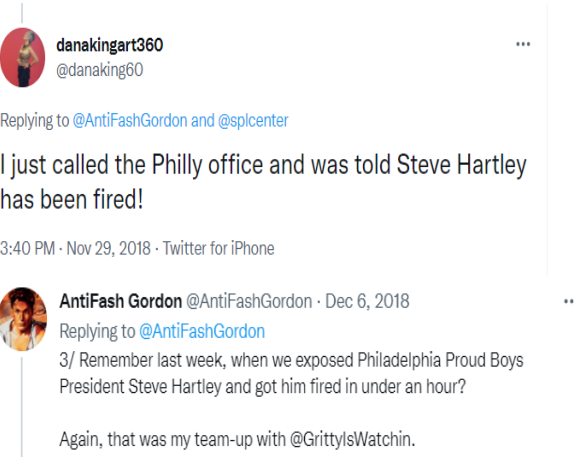 danakingart360
@danaking60
Replying to @AntiFashGordon and @splcenter
I just called the Philly office and was told Steve Hartley
has been fired!
3:40 PM · Nov 29, 2018 · Twitter for iPhone
AntiFash Gordon @AntiFashGordon · Dec 6, 2018
Replying to @AntiFashGordon
3/ Remember last week, when we exposed Philadelphia Proud Boys
President Steve Hartley and got him fired in under an hour?
Again, that was my team-up with @GrittyIsWatchin.